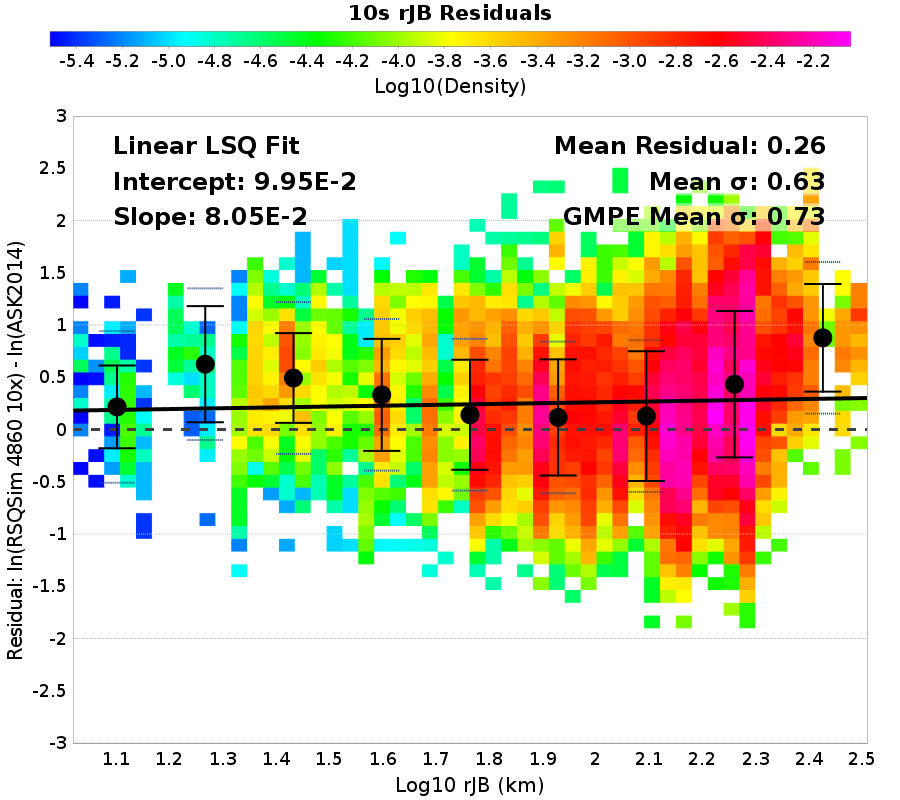 10s rJB Residuals
-5.4 -5.2 -5.0 -4.8 -4.6 -4.4 -4.2 -4.0 -3.8 -3.6 -3.4 -3.2 -3.0 -2.8 -2.6 -2.4 -2.2
Log10(Density)
Linear LSQ Fit
Intercept: 9.95E-2
Slope: 8.05E-2
Mean Residual: 0.26
Mean σ: 0.63
GMPE Mean σ: 0.73
3
2.5
2
1.5
1
0.5
0
-0.5
-1
-1.5
-2
-2.5
-3
Residual: ln(RSQSim 4860 10x) - ln(ASK2014)
1.1 1.2 1.3 1.4 1.5 1.6 1.7 1.8 1.9 2 2.1 2.2 2.3 2.4 2.5
Log10 rJB (km)